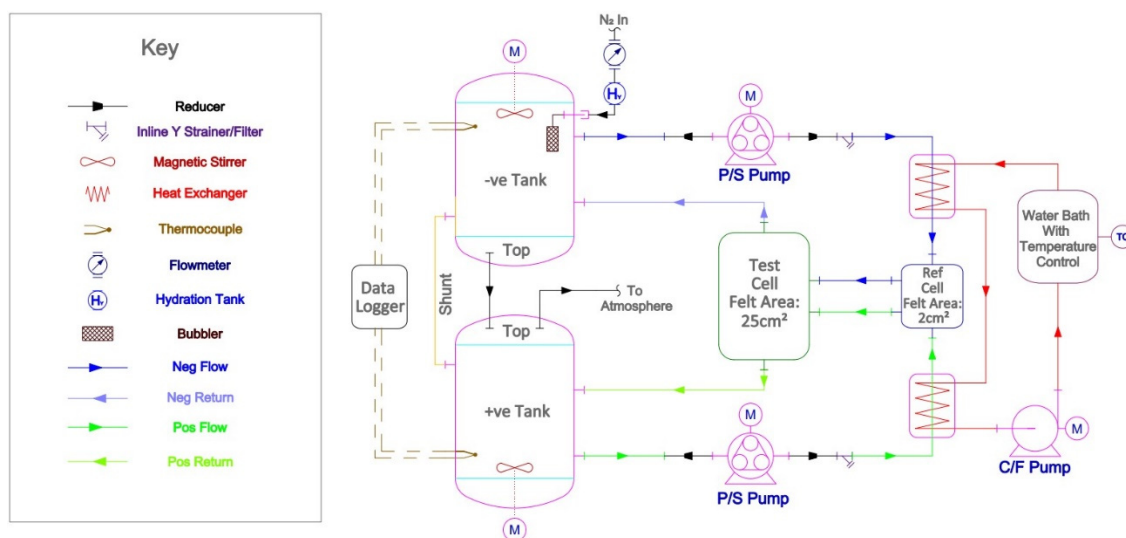 Key
Reducer
Inline Y Strainer/Filter
Magnetic Stirrer
Heat Exchanger
Thermocouple
Flowmeter
Hydration Tank
Hᵧ
Bubbler
Neg Flow
Neg Return
Pos Flow
Pos Return
N₂ In
M
Hᵧ
M
-ve Tank
P/S Pump
Top
Shunt
Data
Logger
To
Atmosphere
Top
+ve Tank
M
Test
Cell
Felt Area:
25cm²
Ref
Cell
Felt Area:
2cm²
Water Bath
With
Temperature
Control
TC
M
P/S Pump
M
C/F Pump